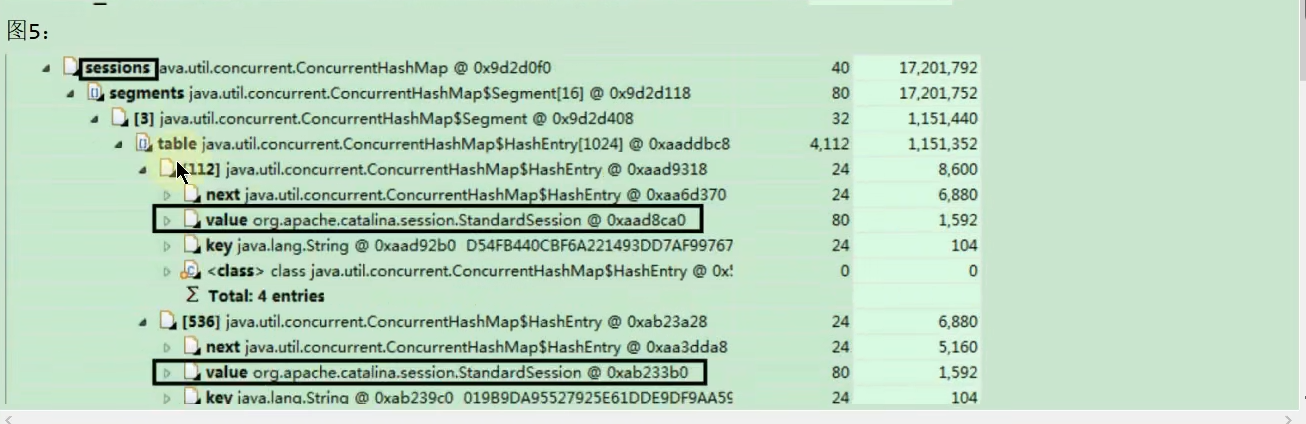 图5：
sessions java.util.concurrent.ConcurrentHashMap @ 0x9d2d0f0 40 17,201,792
segments java.util.concurrent.ConcurrentHashMap$Segment[16] @ 0x9d2d118 80 17,201,752
[3] java.util.concurrent.ConcurrentHashMap$Segment @ 0x9d2d408 32 1,151,440
table java.util.concurrent.ConcurrentHashMap$HashEntry[1024] @ 0xaaddbc8 4,112 1,151,352
[112] java.util.concurrent.ConcurrentHashMap$HashEntry @ 0xaad9318 24 8,600
next java.util.concurrent.ConcurrentHashMap$HashEntry @ 0xaa6d370 24 6,880
value org.apache.catalina.session.StandardSession @ 0xaad8ca0 80 1,592
key java.lang.String @ 0xaad92b0 D54FB440CBF6A221493DD7AF99767 24 104
<class> class java.util.concurrent.ConcurrentHashMap$HashEntry @ 0x 0 0
Σ Total: 4 entries
[536] java.util.concurrent.ConcurrentHashMap$HashEntry @ 0xab23a28 24 6,880
next java.util.concurrent.ConcurrentHashMap$HashEntry @ 0xaa3dda8 24 5,160
value org.apache.catalina.session.StandardSession @ 0xab233b0 80 1,592
key java.lang.String @ 0xab239c0 019B9DA95527925E61DDE9DF9AA59 24 104